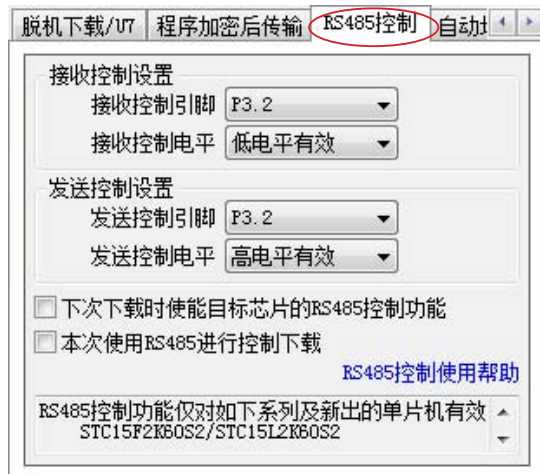 脱机下载/U7 程序加密后传输 RS485控制 自动
接收控制设置
接收控制引脚 P3.2
接收控制电平 低电平有效
发送控制设置
发送控制引脚 P3.2
发送控制电平 高电平有效
下次下载时使能目标芯片的RS485控制功能
本次使用RS485进行控制下载
RS485控制使用帮助
RS485控制功能仅对如下系列及新出的单片机有效
STC15F2K60S2/STC15L2K60S2